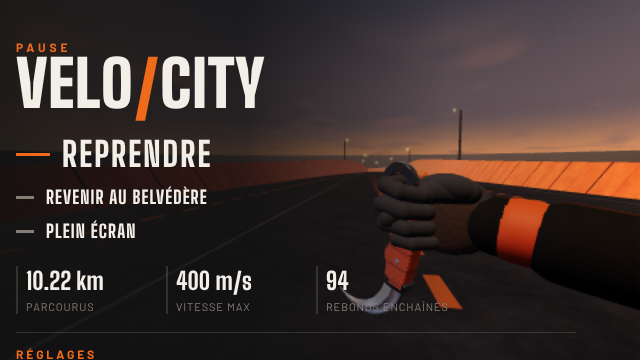 PAUSE
VELO/CITY
REPRENDRE
REVENIR AU BELVÉDÈRE
PLEIN ÉCRAN
10.22 km 400 m/s 94
PARCOURUS VITESSE MAX REBONDS ENCHAÎNÉS
RÉGLAGES